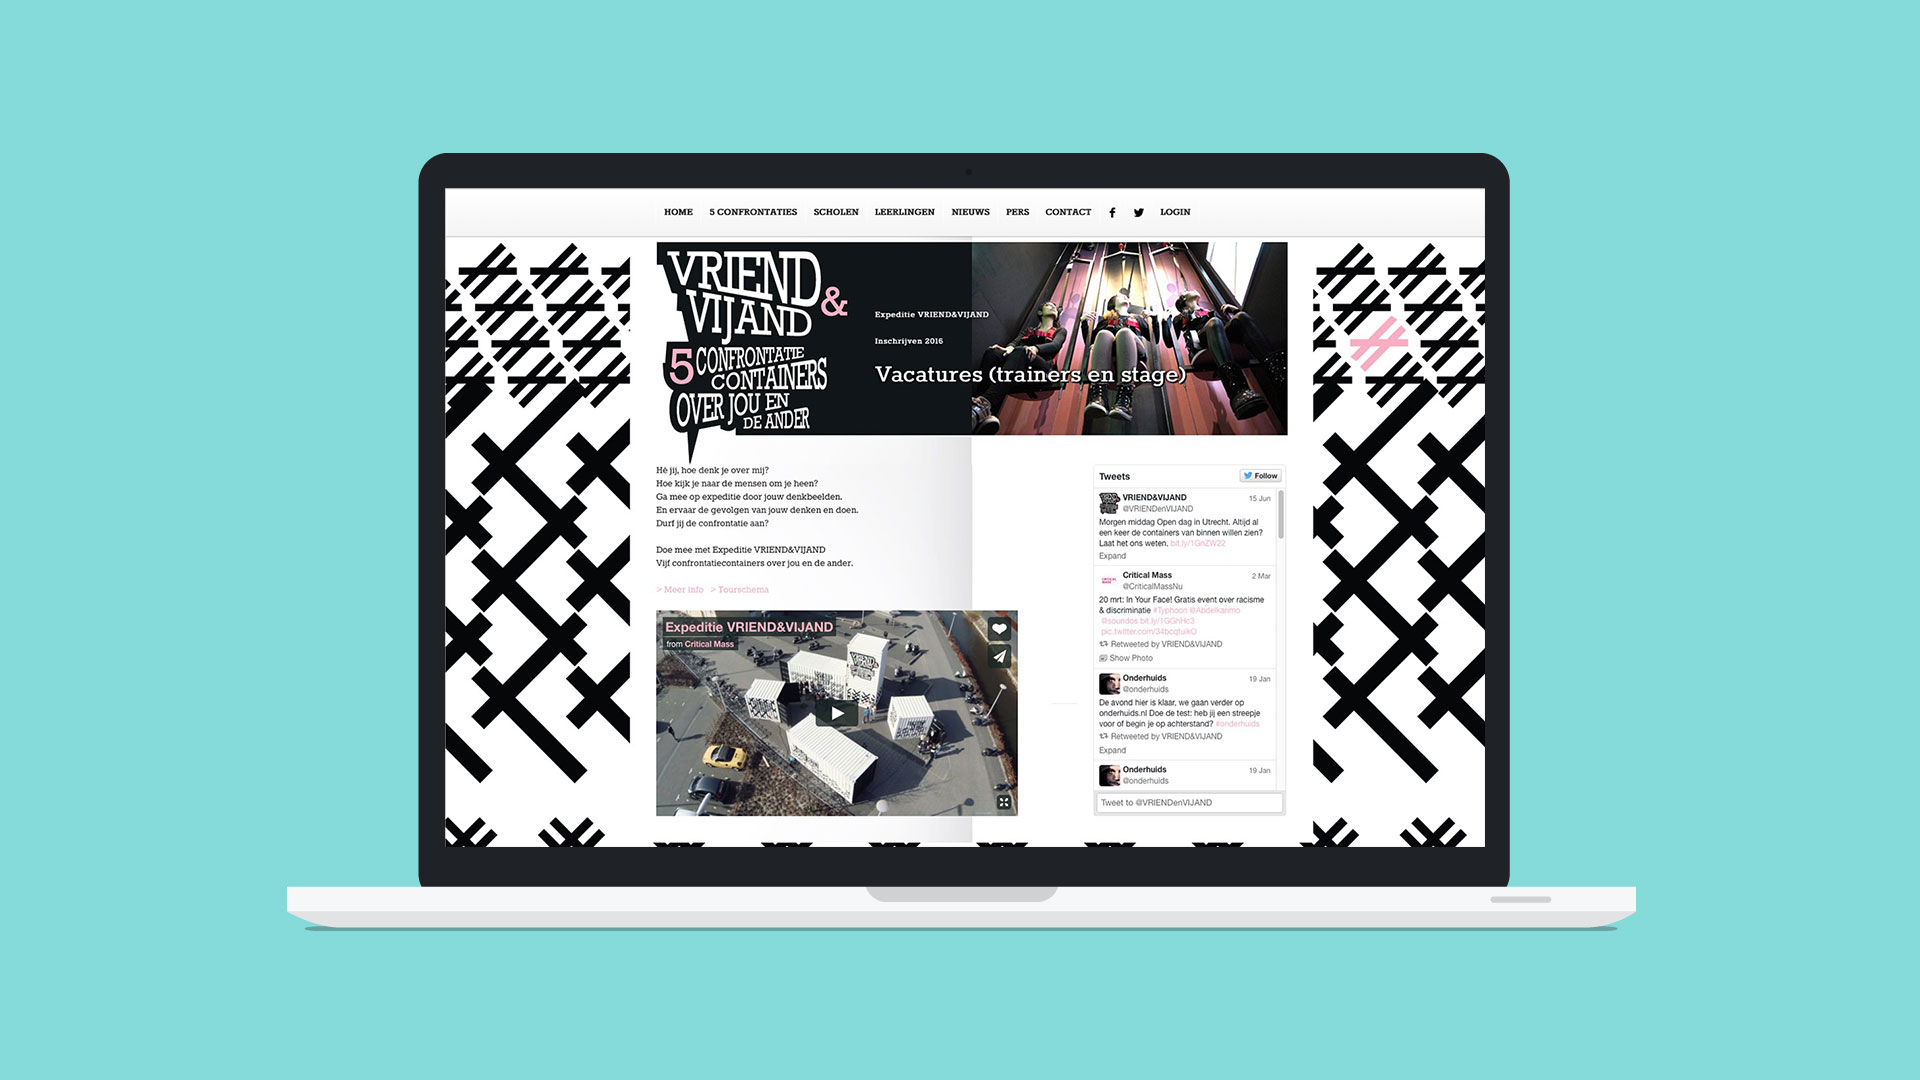 HOME 5 CONFRONTATIES SCHOLEN LEERLINGEN NIEUWS PERS CONTACT LOGIN
VRIEND
& VIJAND
5 CONFRONTATIE
CONTAINERS
OVER JOU EN
DE ANDER
Expeditie VRIEND&VIJAND
Inschrijven 2016
Vacatures (trainers en stage)
Hé jij, hoe denk je over mij?
Hoe kijk je naar de mensen om je heen?
Ga mee op expeditie door jouw denkbeelden.
En ervaar de gevolgen van jouw denken en doen.
Durf jij de confrontatie aan?
Doe mee met Expeditie VRIEND&VIJAND
Vijf confrontatiecontainers over jou en de ander.
> Meer info > Tourschema
Expeditie VRIEND&VIJAND
from Critical Mass
Tweets Follow
VRIEND&VIJAND 15 Jun
@VRIENDenVIJAND
Morgen middag Open dag in Utrecht. Altijd al
een keer de containers van binnen willen zien?
Laat het ons weten. bit.ly/1GnZW22
Expand
Critical Mass 2 Mar
@CriticalMassNu
20 mrt: In Your Face! Gratis event over racisme
& discriminatie #Typhoon @Abdelkarimo
@soundos bit.ly/1GGhHc3
pic.twitter.com/34bcqtuikO
Retweeted by VRIEND&VIJAND
Show Photo
Onderhuids 19 Jan
@onderhuids
De avond hier is klaar, we gaan verder op
onderhuids.nl Doe de test: heb jij een streepje
voor of begin je op achterstand? #onderhuids
Retweeted by VRIEND&VIJAND
Expand
Onderhuids 19 Jan
@onderhuids
Tweet to @VRIENDenVIJAND